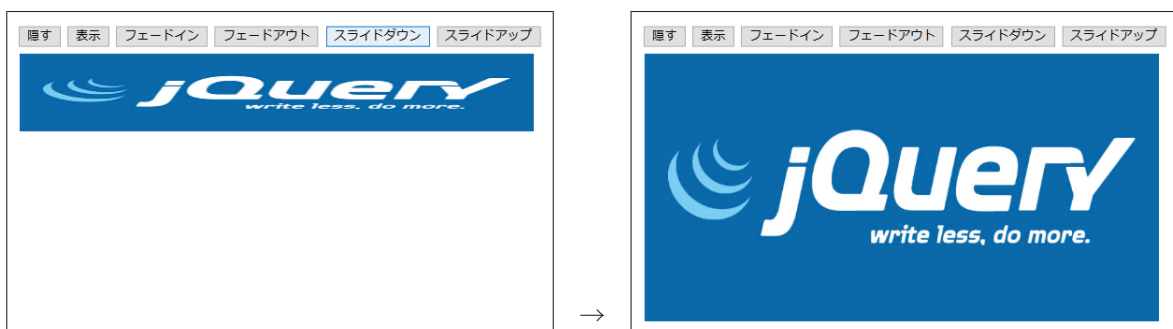 隠す 表示 フェードイン フェードアウト スライドダウン スライドアップ
jQuery
write less. do more.
→
隠す 表示 フェードイン フェードアウト スライドダウン スライドアップ
jQuery
write less, do more.